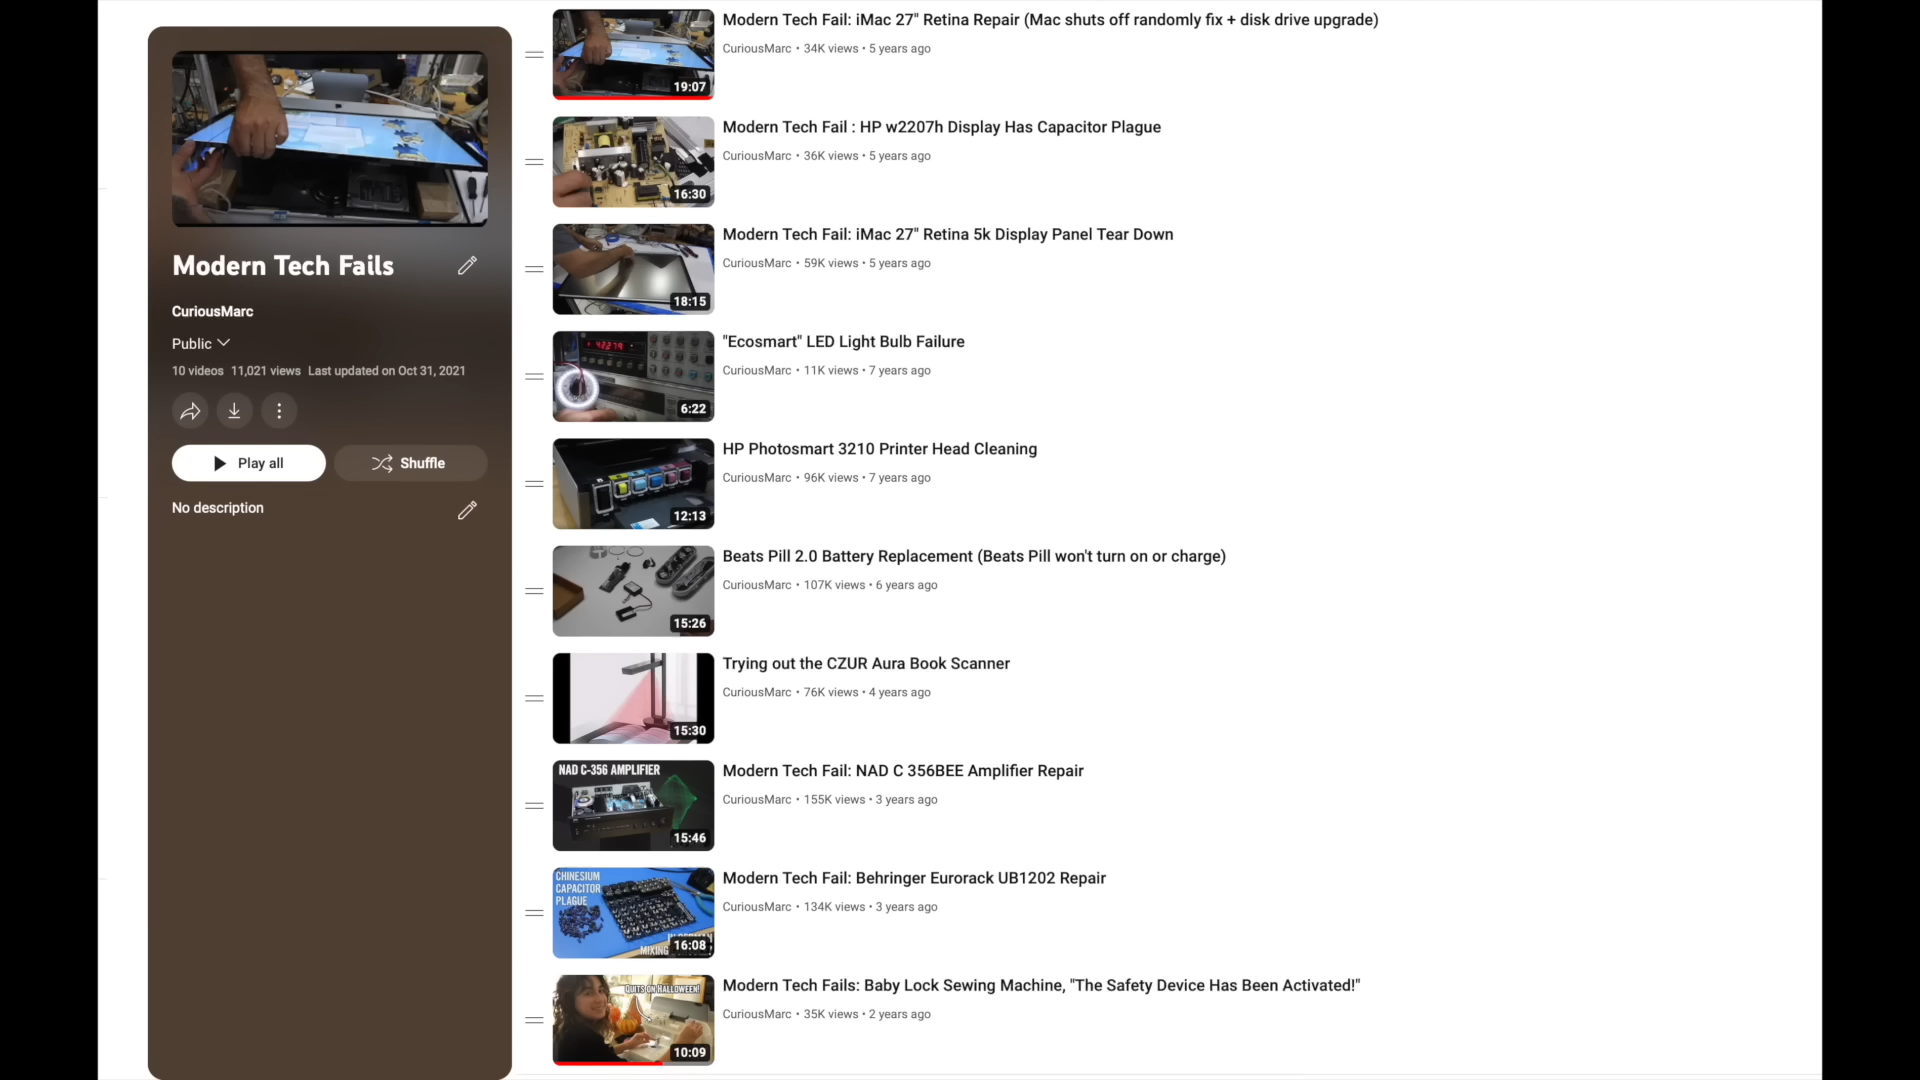 Modern Tech Fails
CuriousMarc
Public
10 videos 11,021 views Last updated on Oct 31, 2021
Play all
Shuffle
No description
19:07
Modern Tech Fail: iMac 27" Retina Repair (Mac shuts off randomly fix + disk drive upgrade)
CuriousMarc • 34K views • 5 years ago
16:30
Modern Tech Fail : HP w2207h Display Has Capacitor Plague
CuriousMarc • 36K views • 5 years ago
18:15
Modern Tech Fail: iMac 27" Retina 5k Display Panel Tear Down
CuriousMarc • 59K views • 5 years ago
6:22
"Ecosmart" LED Light Bulb Failure
CuriousMarc • 11K views • 7 years ago
12:13
HP Photosmart 3210 Printer Head Cleaning
CuriousMarc • 96K views • 7 years ago
15:26
Beats Pill 2.0 Battery Replacement (Beats Pill won't turn on or charge)
CuriousMarc • 107K views • 6 years ago
15:30
Trying out the CZUR Aura Book Scanner
CuriousMarc • 76K views • 4 years ago
NAD C-356 AMPLIFIER
15:46
Modern Tech Fail: NAD C 356BEE Amplifier Repair
CuriousMarc • 155K views • 3 years ago
CHINESIUM
CAPACITOR
PLAGUE
MIXING
16:08
Modern Tech Fail: Behringer Eurorack UB1202 Repair
CuriousMarc • 134K views • 3 years ago
QUITS ON HALLOWEEN!
10:09
Modern Tech Fails: Baby Lock Sewing Machine, "The Safety Device Has Been Activated!"
CuriousMarc • 35K views • 2 years ago